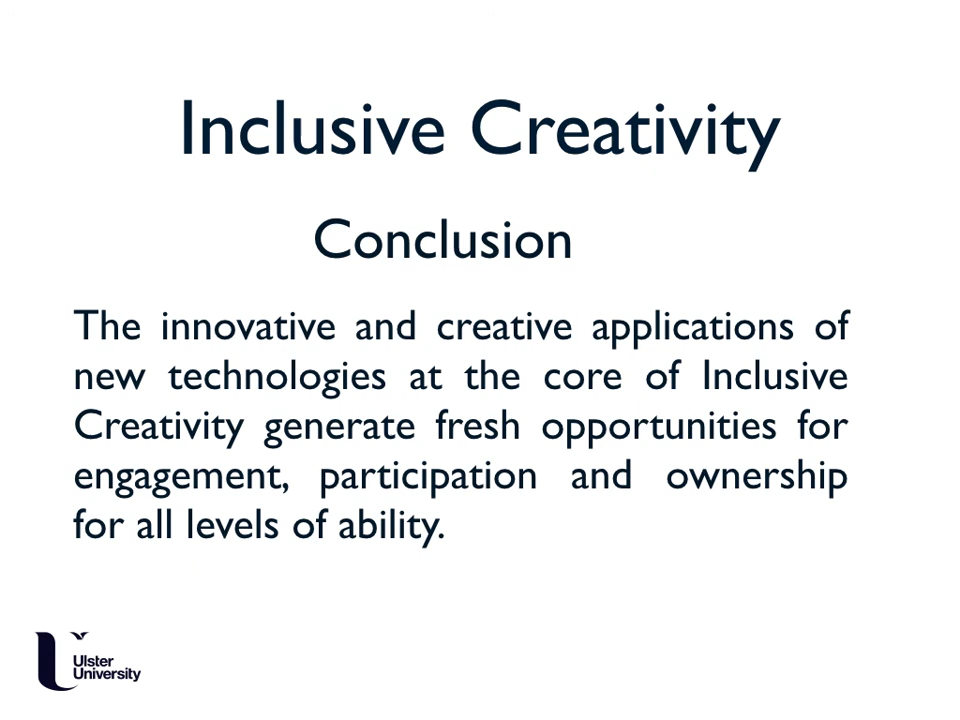 Inclusive Creativity
Conclusion
The innovative and creative applications of
new technologies at the core of Inclusive
Creativity generate fresh opportunities for
engagement, participation and ownership
for all levels of ability.
Ulster
University